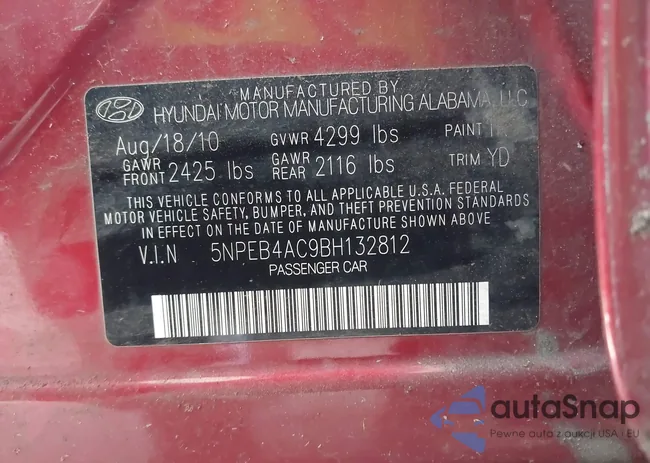 MANUFACTURED BY
HYUNDAI MOTOR MANUFACTURING ALABAMA, LLC
Aug/18/10 GVWR 4299 lbs PAINT
GAWR FRONT 2425 lbs GAWR REAR 2116 lbs TRIM YD
THIS VEHICLE CONFORMS TO ALL APPLICABLE U.S.A. FEDERAL
MOTOR VEHICLE SAFETY, BUMPER, AND THEFT PREVENTION STANDARDS
IN EFFECT ON THE DATE OF MANUFACTURE SHOWN ABOVE
V.I.N 5NPEB4AC9BH132812
PASSENGER CAR
autaSnap
Pewne auta z aukcji USA i EU